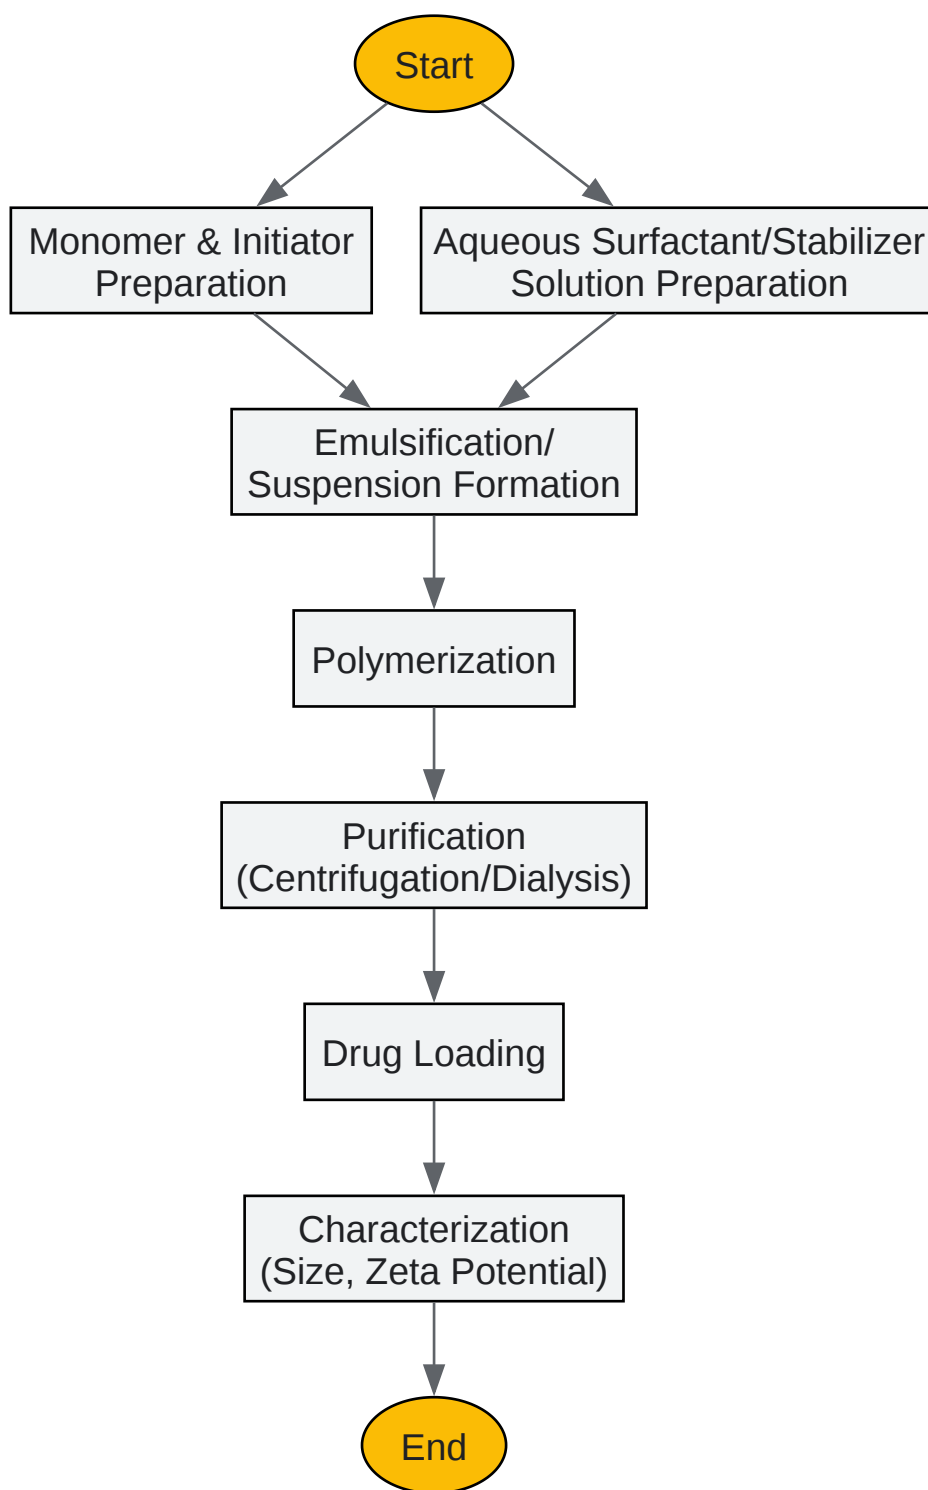 Start
Monomer & Initiator
Preparation
Aqueous Surfactant/Stabilizer
Solution Preparation
Emulsification/
Suspension Formation
Polymerization
Purification
(Centrifugation/Dialysis)
Drug Loading
Characterization
(Size, Zeta Potential)
End